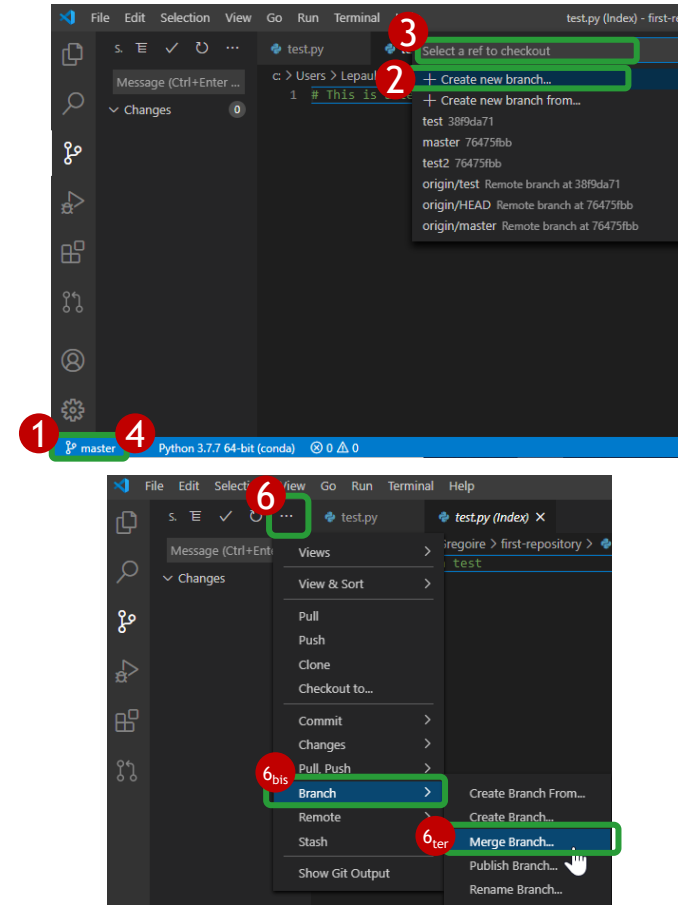 File Edit Selection View Go Run Terminal test.py (Index) - first-re
3
S. test.py Select a ref to checkout
2
Message (Ctrl+Enter ... C: > Users > Lepaul + Create new branch...
Changes 0 1 # This is + Create new branch from...
test 38f9da71
master 76475fbb
test2 76475fbb
origin/test Remote branch at 38f9da71
origin/HEAD Remote branch at 76475fbb
origin/master Remote branch at 76475fbb
1 4
master Python 3.7.7 64-bit (conda) 0 0
File Edit Selecti View Go Run Terminal Help
6
S. ... test.py test.py (Index)
Message (Ctrl+Ente Views regoire > first-repository >
test
Changes View & Sort
Pull
Push
Clone
Checkout to...
Commit
Changes
6bis Pull, Push
Branch Create Branch From...
Remote Create Branch...
Stash 6ter Merge Branch...
Publish Branch...
Show Git Output
Rename Branch...